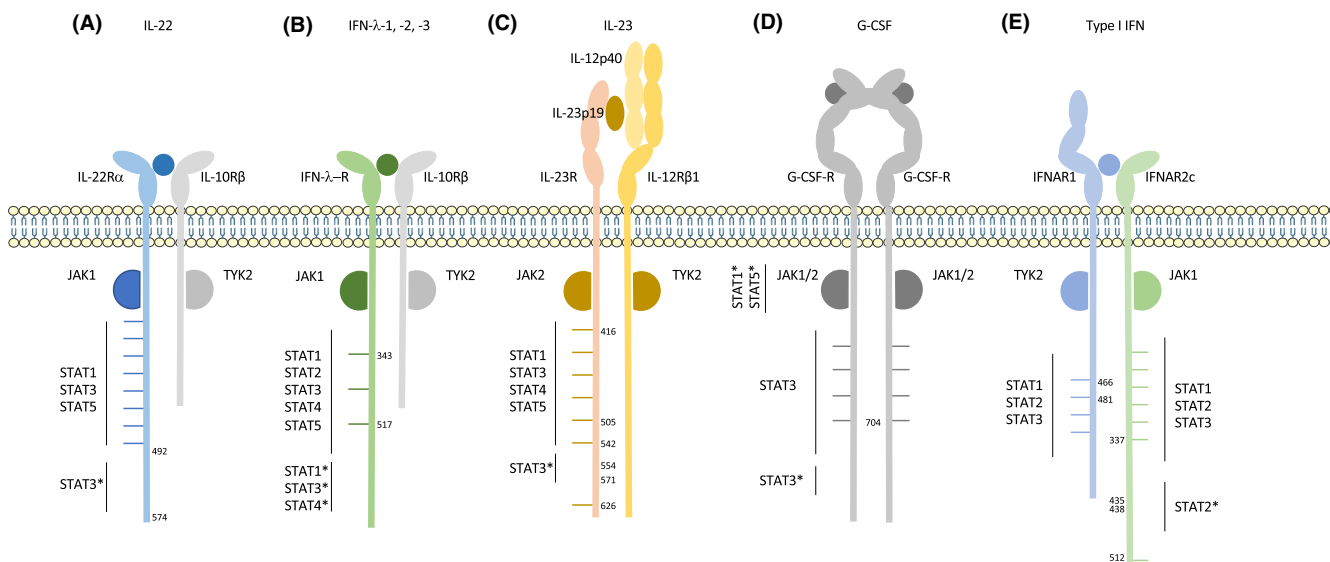 (A)
IL-22
IL-22Rα
IL-10Rβ
JAK1
TYK2
STAT1
STAT3
STAT5
492
STAT3*
574
(B)
IFN-λ-1, -2, -3
IFN-λ–R
IL-10Rβ
JAK1
TYK2
STAT1
STAT2
STAT3
STAT4
STAT5
343
517
STAT1*
STAT3*
STAT4*
(C)
IL-23
IL-12p40
IL-23p19
IL-23R
IL-12Rβ1
JAK2
TYK2
416
STAT1
STAT3
STAT4
STAT5
505
542
STAT3*
554
571
626
(D)
G-CSF
G-CSF-R
G-CSF-R
STAT1*
STAT5*
JAK1/2
JAK1/2
STAT3
704
STAT3*
(E)
Type I IFN
IFNAR1
IFNAR2c
TYK2
JAK1
STAT1
STAT2
STAT3
466
481
STAT1
STAT2
STAT3
337
435
438
STAT2*
512